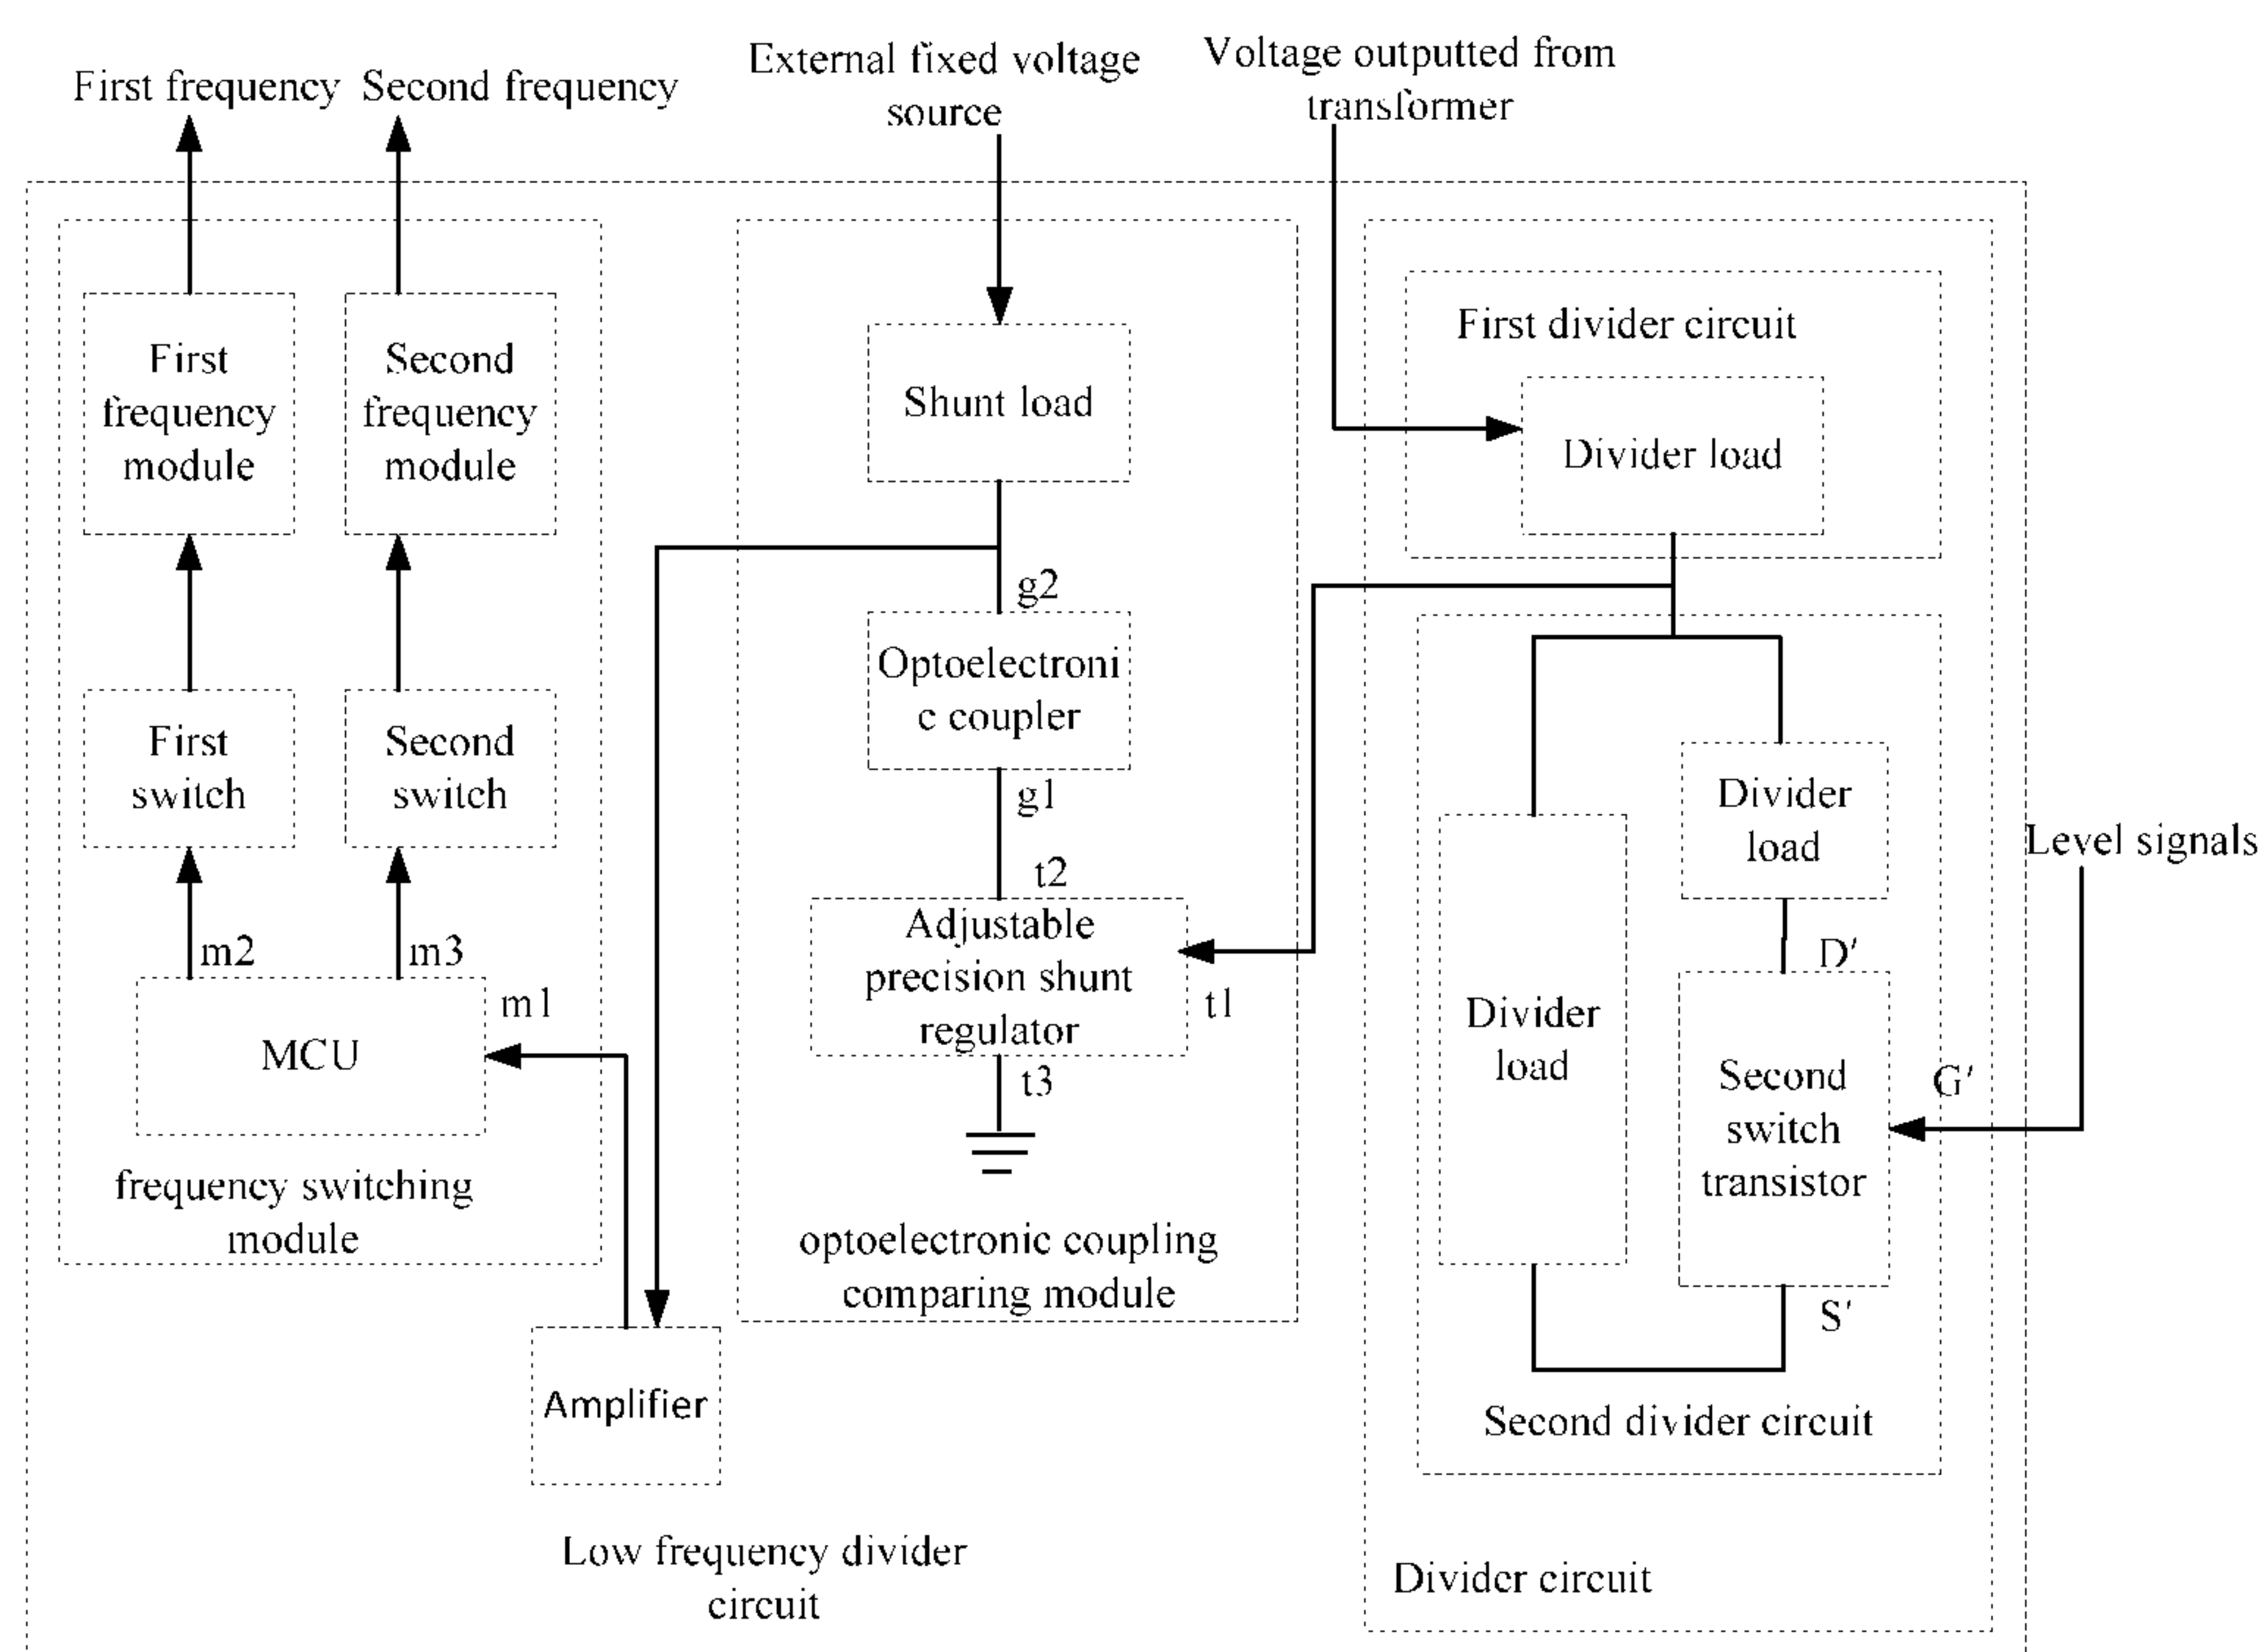 First frequency
Second frequency
External fixed voltage
source
Voltage outputted from
transformer
First
frequency
module
Second
frequency
module
First
switch
Second
switch
m2
m3
m1
MCU
frequency switching
module
Amplifier
Shunt load
g2
Optoelectroni
c coupler
g1
t2
Adjustable
precision shunt
regulator
t1
t3
optoelectronic coupling
comparing module
First divider circuit
Divider load
Divider
load
Divider
load
D'
Second
switch
transistor
G'
S'
Level signals
Second divider circuit
Divider circuit
Low frequency divider
circuit